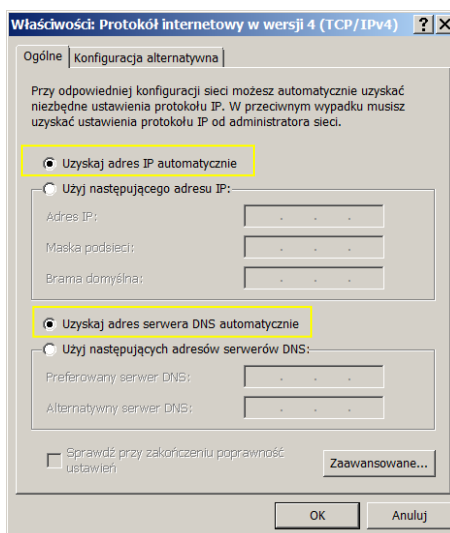 Właściwości: Protokół internetowy w wersji 4 (TCP/IPv4)
Ogólne
Konfiguracja alternatywna
Przy odpowiedniej konfiguracji sieci możesz automatycznie uzyskać
niezbędne ustawienia protokołu IP. W przeciwnym wypadku musisz
uzyskać ustawienia protokołu IP od administratora sieci.
Uzyskaj adres IP automatycznie
Użyj następującego adresu IP:
Adres IP:
Maska podsieci:
Brama domyślna:
Uzyskaj adres serwera DNS automatycznie
Użyj następujących adresów serwerów DNS:
Preferowany serwer DNS:
Alternatywny serwer DNS:
Sprawdź przy zakończeniu poprawność
ustawień
Zaawansowane...
OK
Anuluj